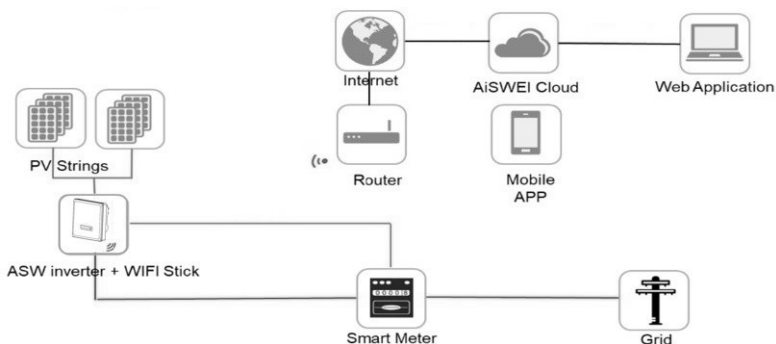 Internet
AiSWEI Cloud
Web Application
PV Strings
Router
Mobile
APP
ASW inverter + WIFI Stick
Smart Meter
Grid